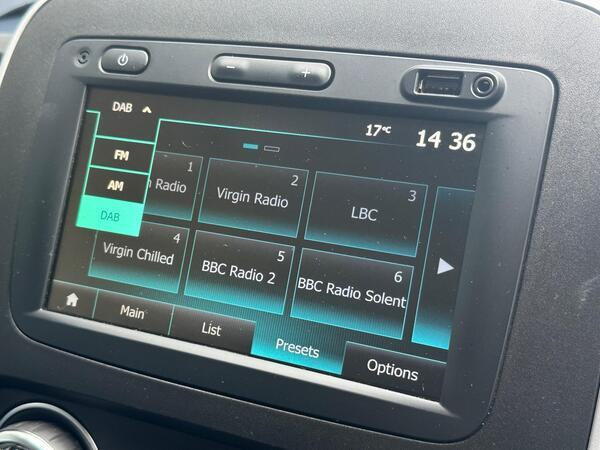 DAB
17°C
14 36
FM
AM
DAB
1
Radio
2
Virgin Radio
3
LBC
4
Virgin Chilled
5
BBC Radio 2
6
BBC Radio Solent
Main
List
Presets
Options